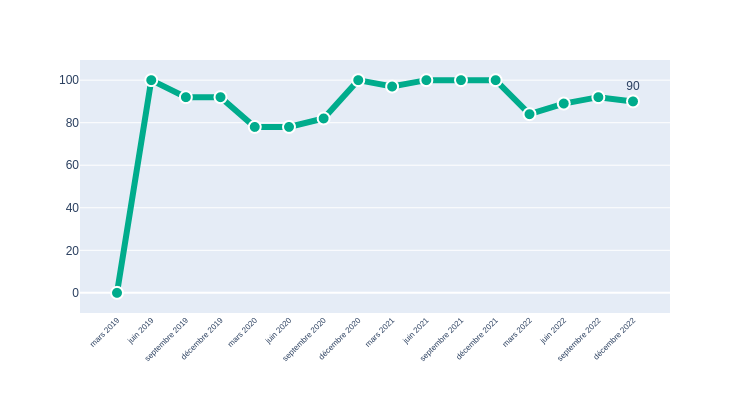 100
80
60
40
20
0
90
mars 2019
juin 2019
septembre 2019
décembre 2019
mars 2020
juin 2020
septembre 2020
décembre 2020
mars 2021
juin 2021
septembre 2021
décembre 2021
mars 2022
juin 2022
septembre 2022
décembre 2022